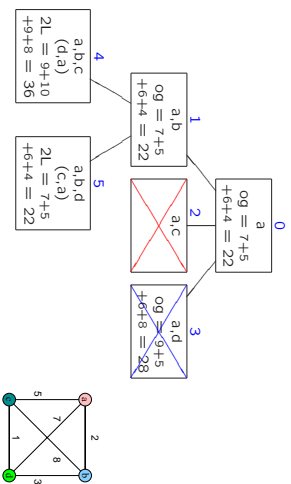 0
a
og = 7+5
+6+4 = 22
1
a,b
og = 7+5
+6+4 = 22
2
a,c
3
a,d
og = 9+5
+6+8 = 28
4
a,b,c
(d,a)
2L = 9+10
+9+8 = 36
5
a,b,d
(c,a)
2L = 7+5
+6+4 = 22
a
2
b
5
7
8
3
c
1
d